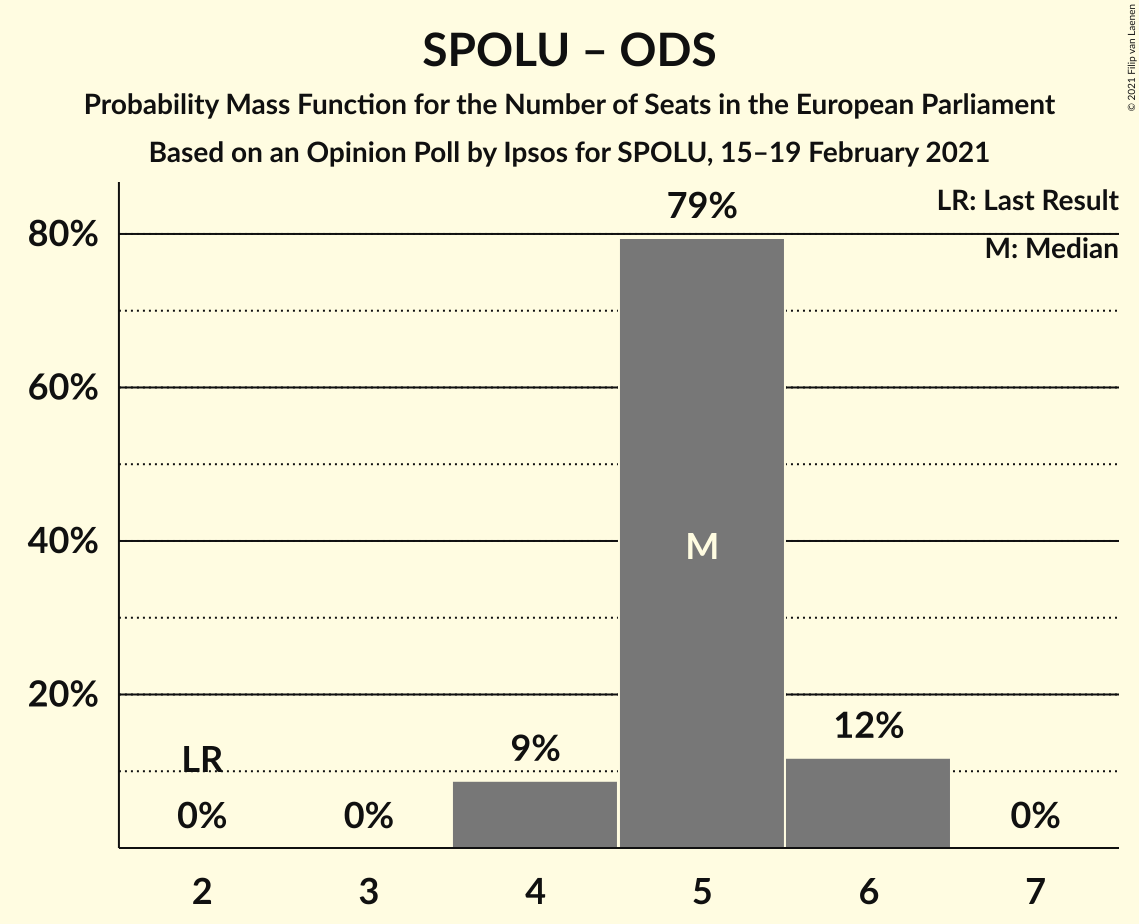 SPOLU – ODS
Probability Mass Function for the Number of Seats in the European Parliament
Based on an Opinion Poll by Ipsos for SPOLU, 15–19 February 2021
© 2021 Filip van Laenen
LR: Last Result
M: Median
80%
60%
40%
20%
79%
M
12%
9%
LR
0%
0%
0%
2 3 4 5 6 7